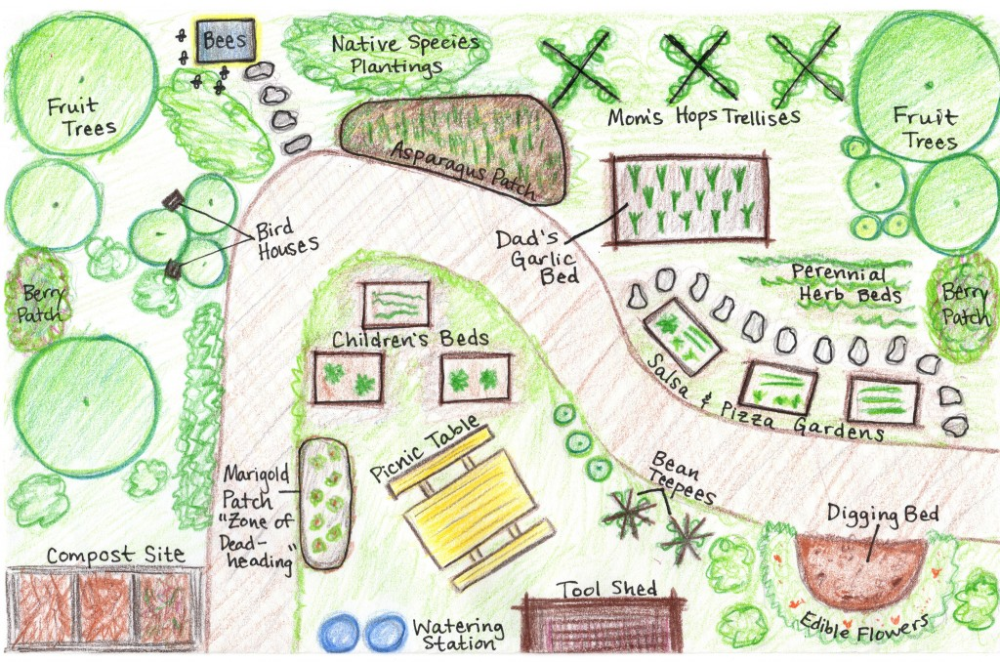 Bees
Native Species
Plantings
Fruit
Trees
Mom's Hops Trellises
Fruit
Trees
Asparagus Patch
Bird
Houses
Dad's
Garlic
Bed
Perennial
Herb Beds
Berry
Patch
Berry
Patch
Children's Beds
Salsa & Pizza Gardens
Picnic Table
Marigold
Patch
"Zone of
Dead-
heading"
Bean
Teepees
Digging Bed
Compost Site
Tool Shed
Watering
Station
Edible Flowers